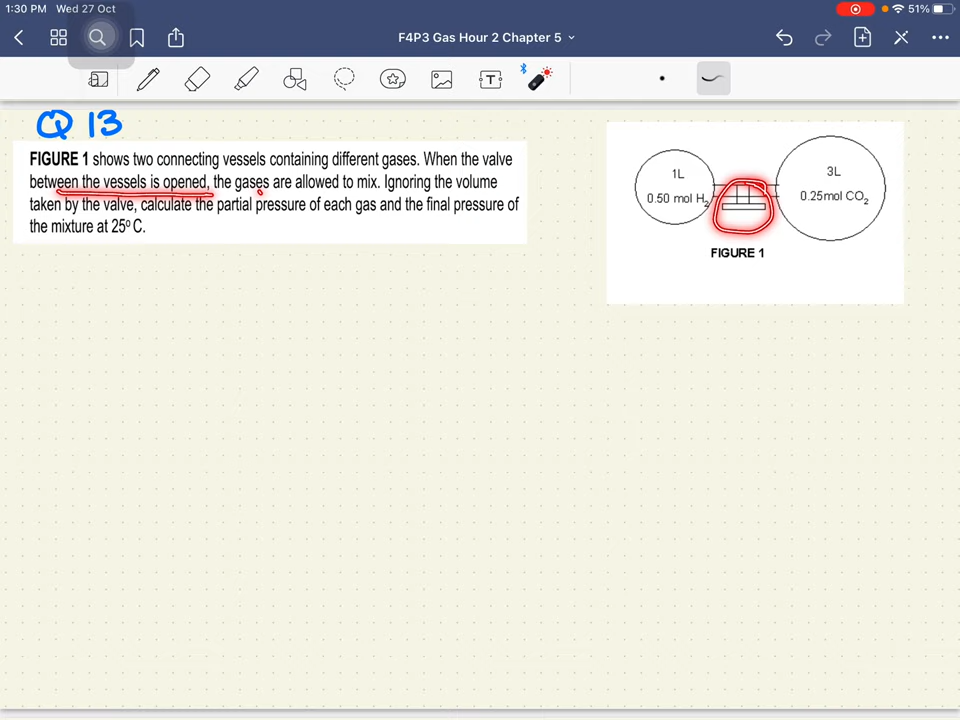 1:30 PM Wed 27 Oct
51%
F4P3 Gas Hour 2 Chapter 5
T
Q 13
FIGURE 1 shows two connecting vessels containing different gases. When the valve
between the vessels is opened, the gases are allowed to mix. Ignoring the volume
taken by the valve, calculate the partial pressure of each gas and the final pressure of
the mixture at 25º C.
1L
0.50 mol H₂
3L
0.25mol CO₂
FIGURE 1